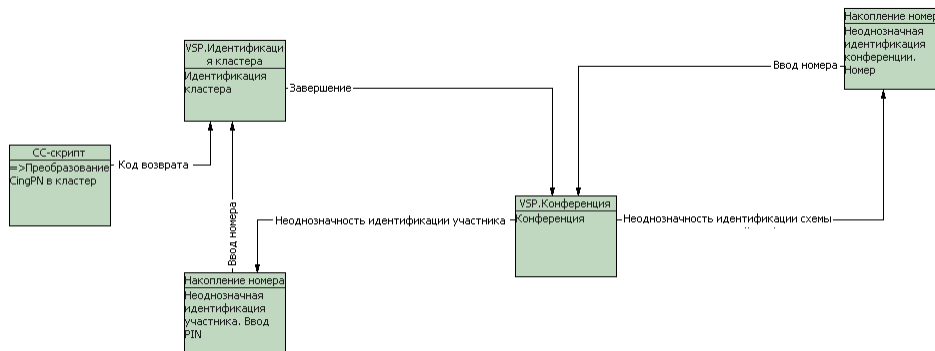 Накопление номер
Неоднозначная
идентификация
конференции.
Номер
VSP.Идентификаци
я кластера
Идентификация
кластера
Ввод номера
Завершение
CC-скрипт
=>Преобразование
CingPN в кластер
Код возврата
VSP.Конференция
Конференция
Неоднозначность идентификации участника
Неоднозначность идентификации схемы
Ввод номера
Накопление номера
Неоднозначная
идентификация
участника. Ввод
PIN